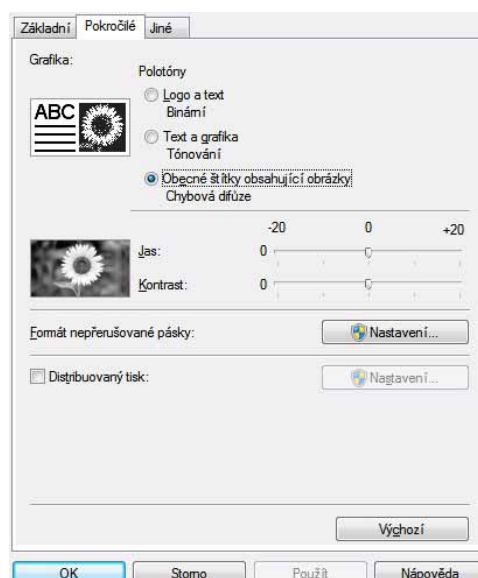 Základní Pokročilé Jiné
Grafika:
Polotóny
ABC
Logo a text
Binární
Text a grafika
Tónování
Obecné štítky obsahující obrázky
Chybová difúze
-20 0 +20
Jas: 0
Kontrast: 0
Formát nepřerušované pásky: Nastavení...
Distribuovaný tisk: Nastavení...
Výchozí
OK Storno Použít Nápověda